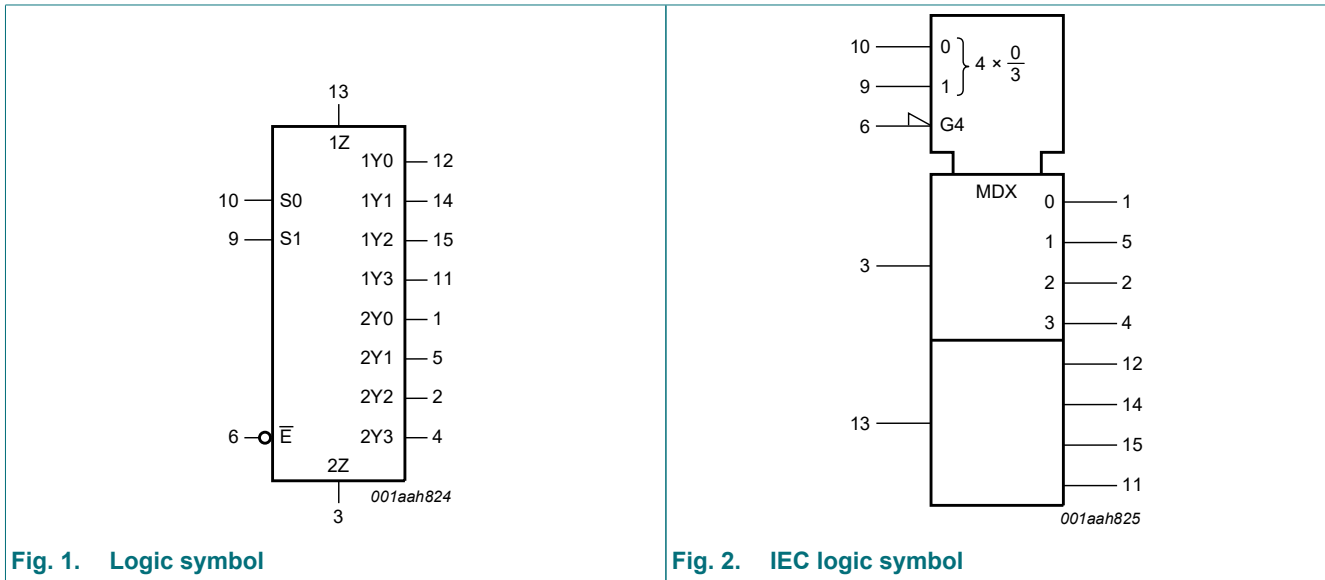 13
1Z
1Y0 12
10 S0 1Y1 14
9 S1 1Y2 15
1Y3 11
2Y0 1
2Y1 5
2Y2 2
6 E̅ 2Y3 4
2Z
001aah824
3
Fig. 1. Logic symbol
10 0
4 × 0/3
9 1
6 G4
MDX
0 1
1 5
3
2 2
3 4
12
14
13
15
11
001aah825
Fig. 2. IEC logic symbol